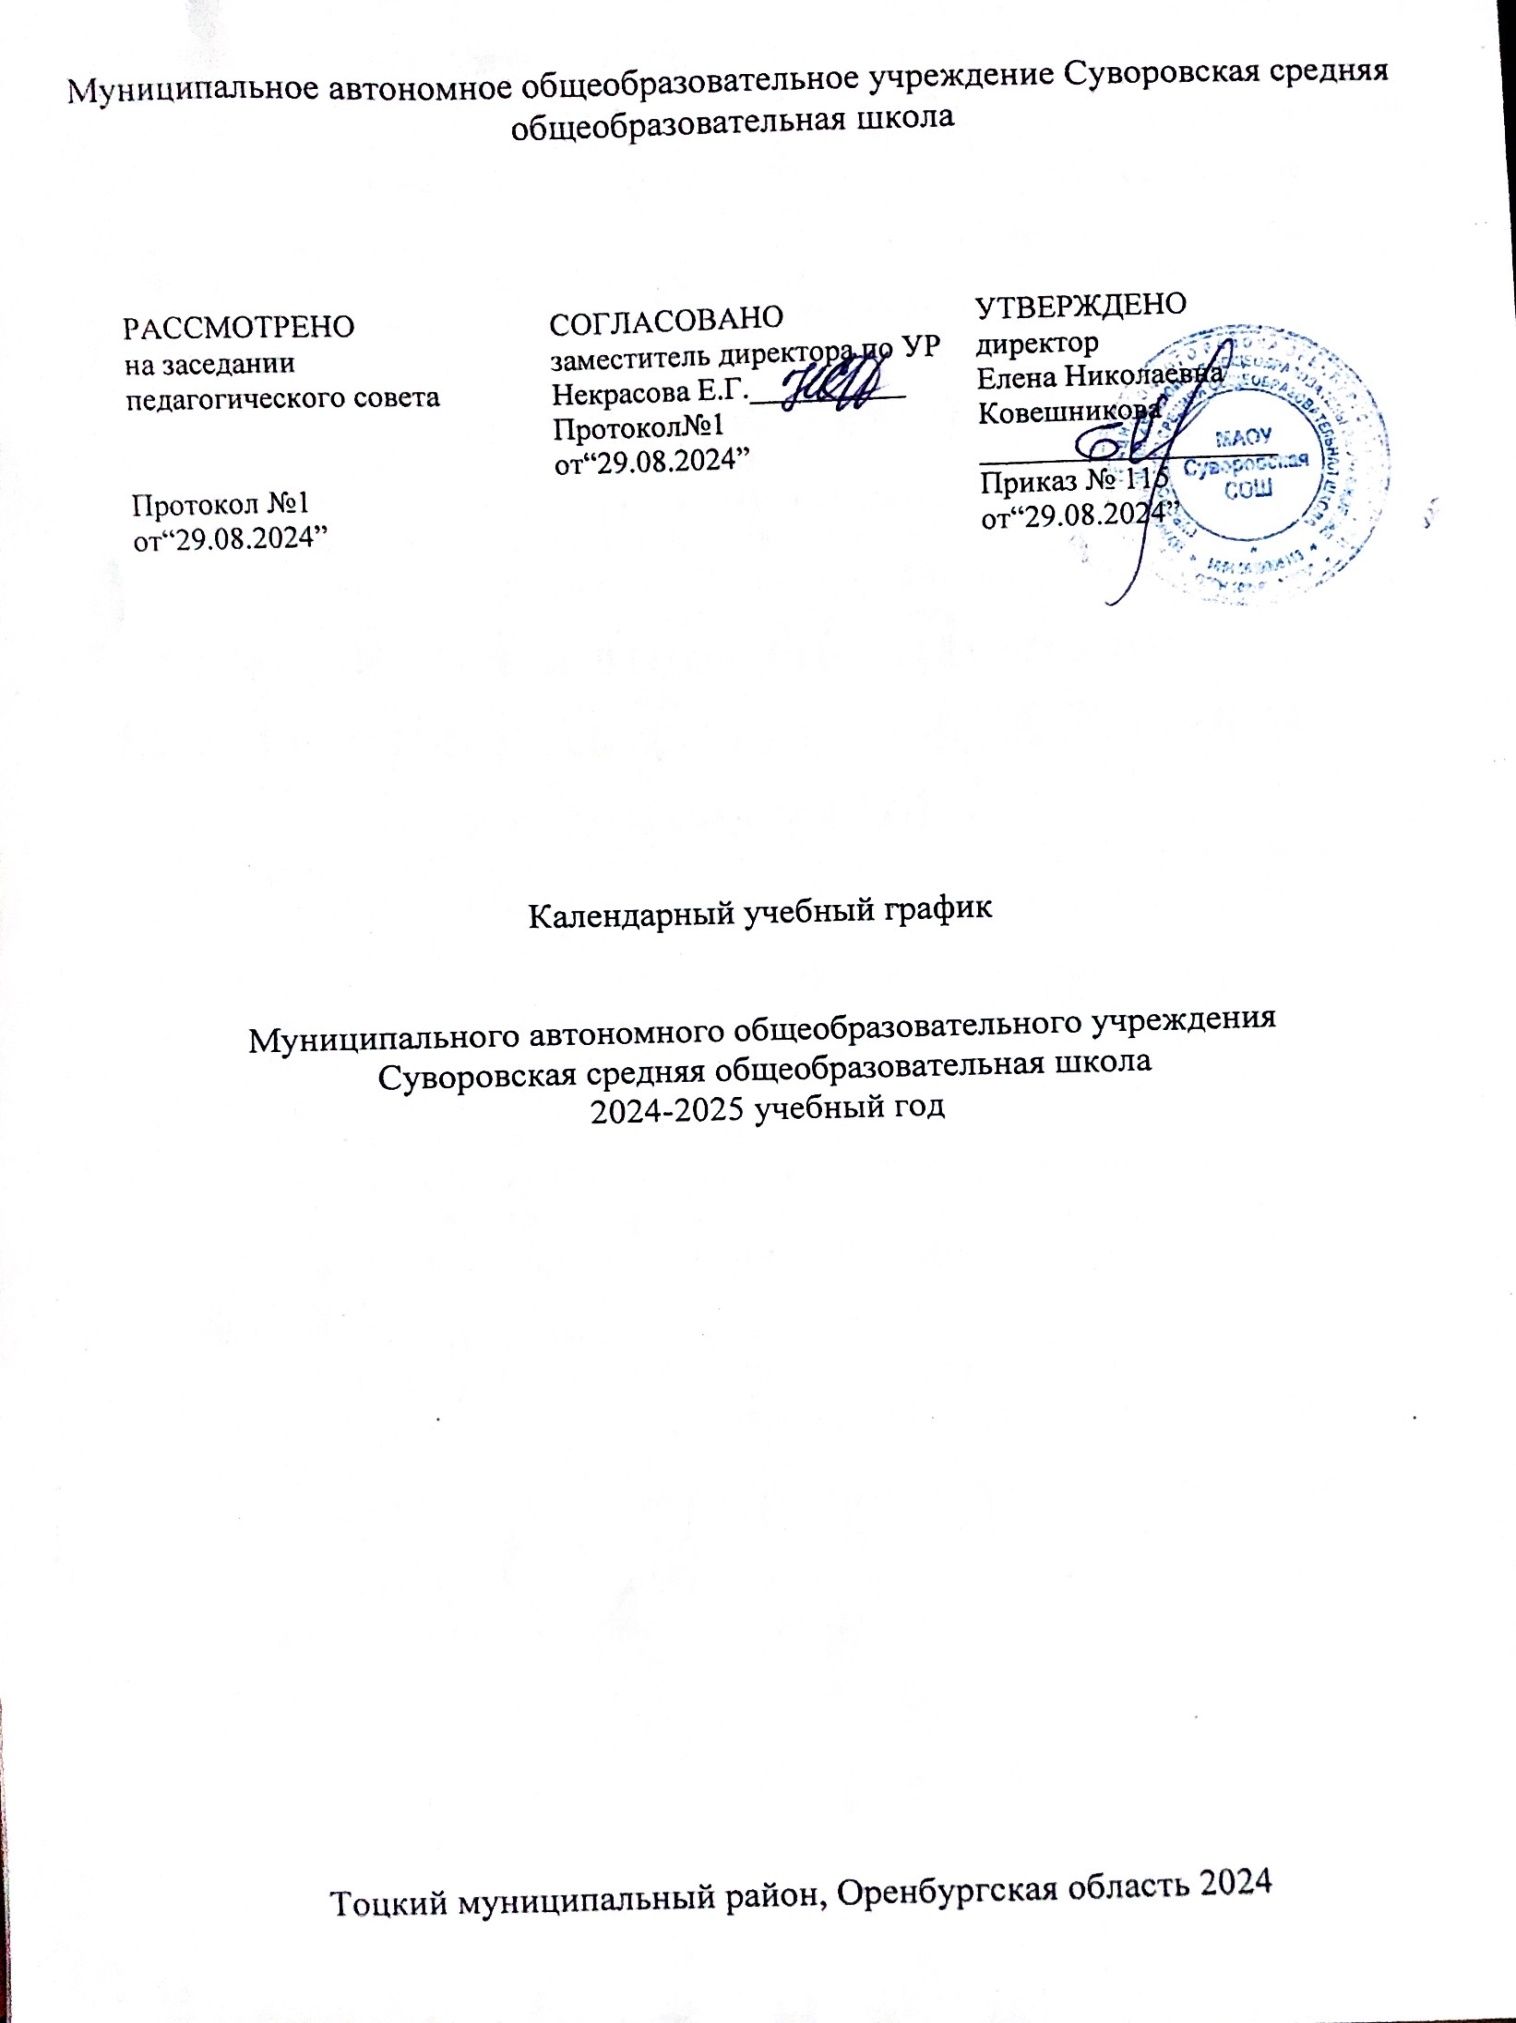 Муниципальное автономное общеобразовательное учреждение Суворовская средняя
общеобразовательная школа
РАССМОТРЕНО
на заседании
педагогического совета
Протокол №1
от“29.08.2024”
СОГЛАСОВАНО
заместитель директора по УР
Некрасова Е.Г.
Протокол№1
от“29.08.2024”
УТВЕРЖДЕНО
директор
Елена Николаевна
Ковешникова
Приказ № 115
от“29.08.2024”
МАОУ
Суворовская
СОШ
Календарный учебный график
Муниципального автономного общеобразовательного учреждения
Суворовская средняя общеобразовательная школа
2024-2025 учебный год
Тоцкий муниципальный район, Оренбургская область 2024